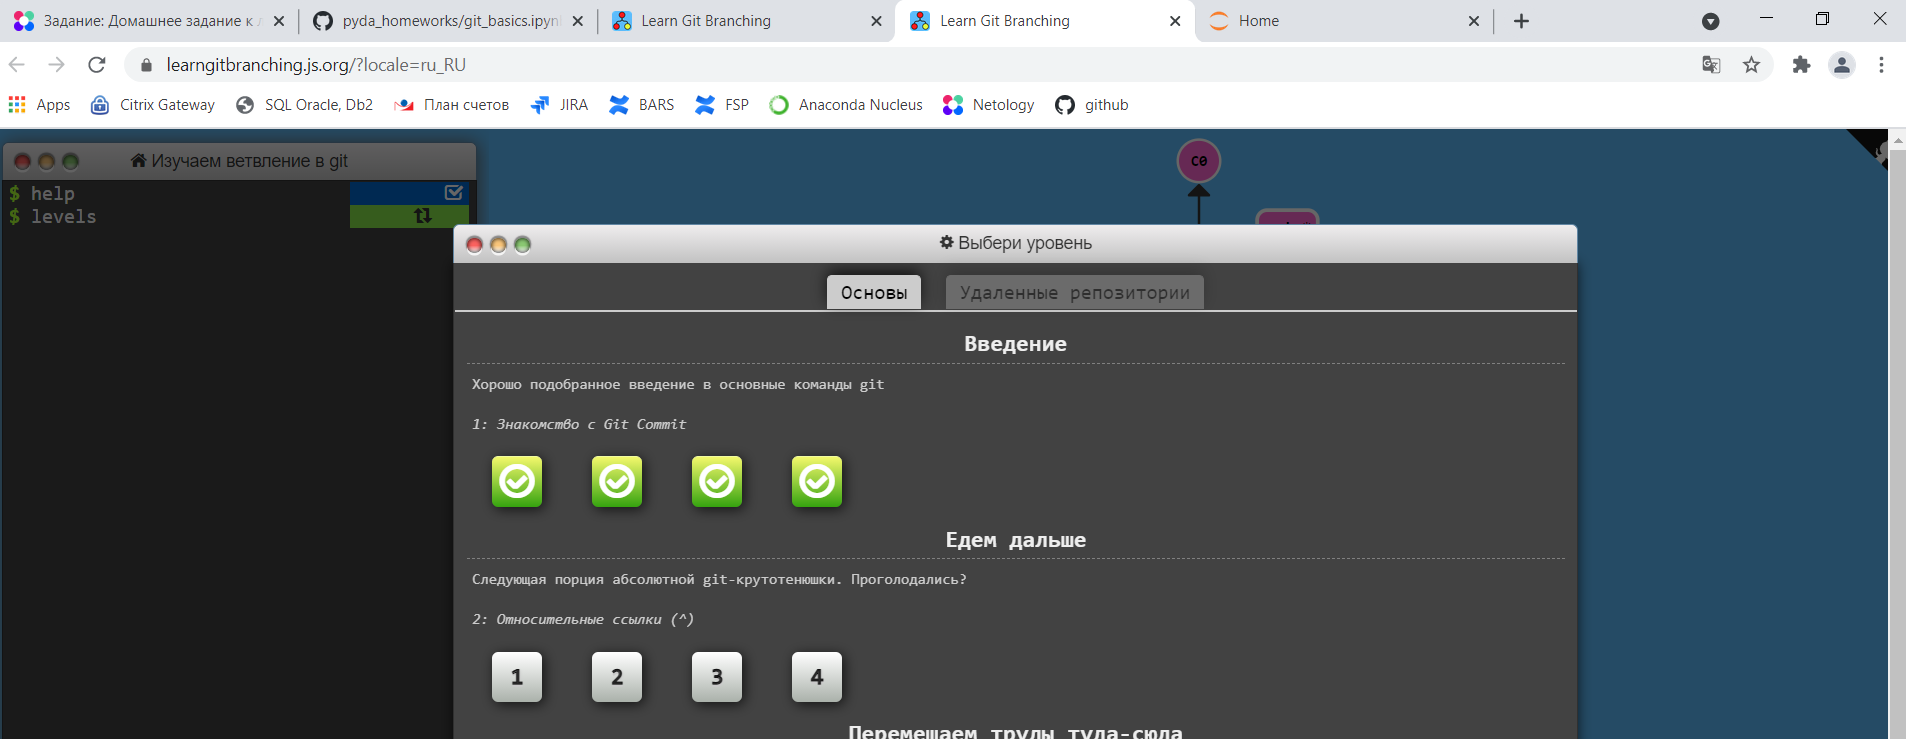 Задание: Домашнее задание к л
pyda_homeworks/git_basics.ipyn
Learn Git Branching
Learn Git Branching
Home
learngitbranching.js.org/?locale=ru_RU
Apps
Citrix Gateway
SQL Oracle, Db2
План счетов
JIRA
BARS
FSP
Anaconda Nucleus
Netology
github
Изучаем ветвление в git
$ help
$ levels
C0
Выбери уровень
Основы
Удаленные репозитории
Введение
Хорошо подобранное введение в основные команды git
1: Знакомство с Git Commit
Едем дальше
Следующая порция абсолютной git-крутотенюшки. Проголодались?
2: Относительные ссылки (^)
1 2 3 4
Перемещаем труды туда-сюда